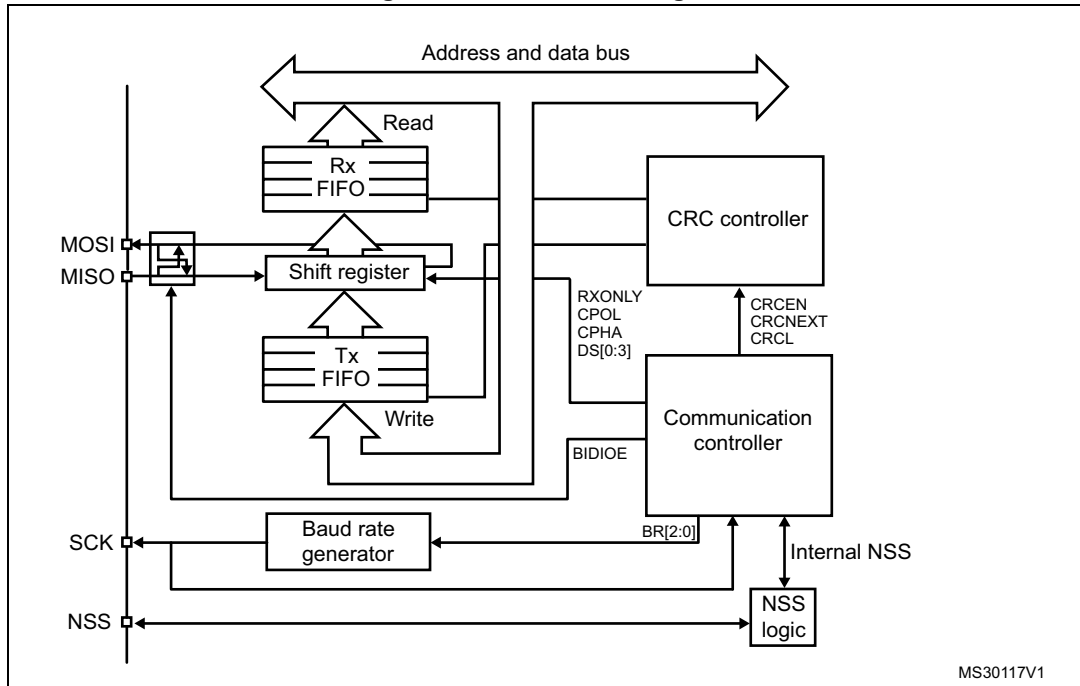 Address and data bus
Read
Rx
FIFO
CRC controller
MOSI
MISO
Shift register
RXONLY
CPOL
CPHA
DS[0:3]
CRCEN
CRCNEXT
CRCL
Tx
FIFO
Write
Communication
controller
BIDIOE
SCK
Baud rate
generator
BR[2:0]
Internal NSS
NSS
NSS
logic
MS30117V1